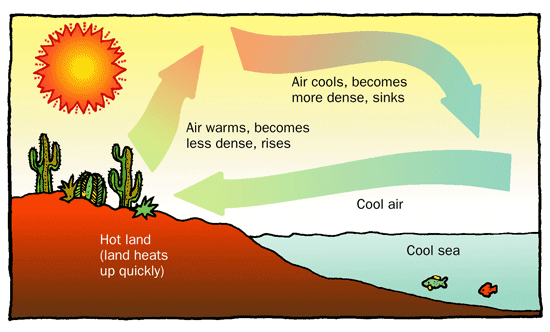 Air cools, becomes
more dense, sinks
Air warms, becomes
less dense, rises
Cool air
Hot land
(land heats
up quickly)
Cool sea